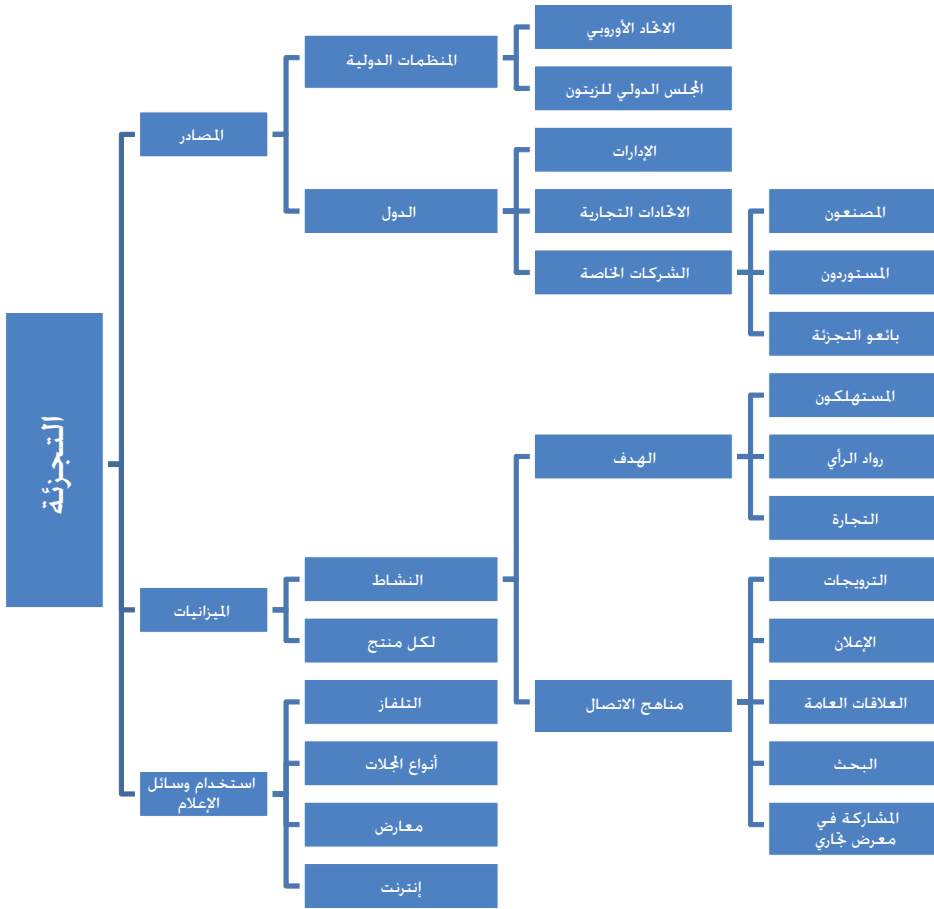 التجزئة
المصادر
المنظمات الدولية
الاتحاد الأوروبي
المجلس الدولي للزيتون
الدول
الإدارات
الاتحادات التجارية
الشركات الخاصة
المصنعون
المستوردون
بائعو التجزئة
الميزانيات
النشاط
الهدف
المستهلكون
رواد الرأي
التجارة
مناهج الاتصال
الترويجات
الإعلان
العلاقات العامة
البحث
المشاركة في
معرض تجاري
لكل منتج
استخدام وسائل
الإعلام
التلفاز
أنواع المجلات
معارض
إنترنت